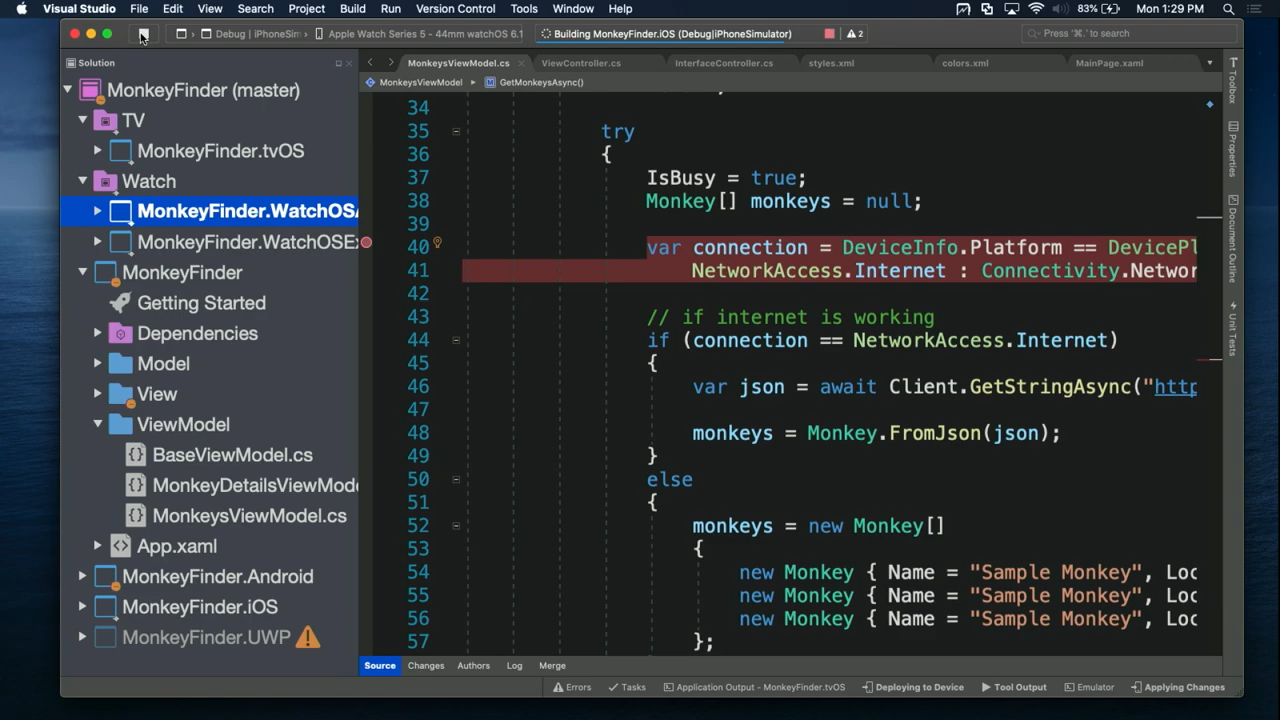 Visual Studio File Edit View Search Project Build Run Version Control Tools Window Help 83% Mon 1:29 PM
Debug | iPhoneSim Apple Watch Series 5 - 44mm watchOS 6.1 Building MonkeyFinder.iOS (Debug|iPhoneSimulator) 2 Press '⌘.' to search
Solution
MonkeyFinder (master)
TV
MonkeyFinder.tvOS
Watch
MonkeyFinder.WatchOSA
MonkeyFinder.WatchOSEx
MonkeyFinder
Getting Started
Dependencies
Model
View
ViewModel
BaseViewModel.cs
MonkeyDetailsViewMode
MonkeysViewModel.cs
App.xaml
MonkeyFinder.Android
MonkeyFinder.iOS
MonkeyFinder.UWP
MonkeysViewModel.cs ViewController.cs InterfaceController.cs styles.xml colors.xml MainPage.xaml
MonkeysViewModel GetMonkeysAsync()
34
35 try
36 {
37 IsBusy = true;
38 Monkey[] monkeys = null;
39
40 var connection = DeviceInfo.Platform == DevicePl
41 NetworkAccess.Internet : Connectivity.Networ
42
43 // if internet is working
44 if (connection == NetworkAccess.Internet)
45 {
46 var json = await Client.GetStringAsync("http
47
48 monkeys = Monkey.FromJson(json);
49 }
50 else
51 {
52 monkeys = new Monkey[]
53 {
54 new Monkey { Name = "Sample Monkey", Loc
55 new Monkey { Name = "Sample Monkey", Loc
56 new Monkey { Name = "Sample Monkey", Loc
57 };
Source Changes Authors Log Merge
Errors Tasks Application Output - MonkeyFinder.tvOS Deploying to Device Tool Output Emulator Applying Changes
Toolbox
Properties
Document Outline
Unit Tests